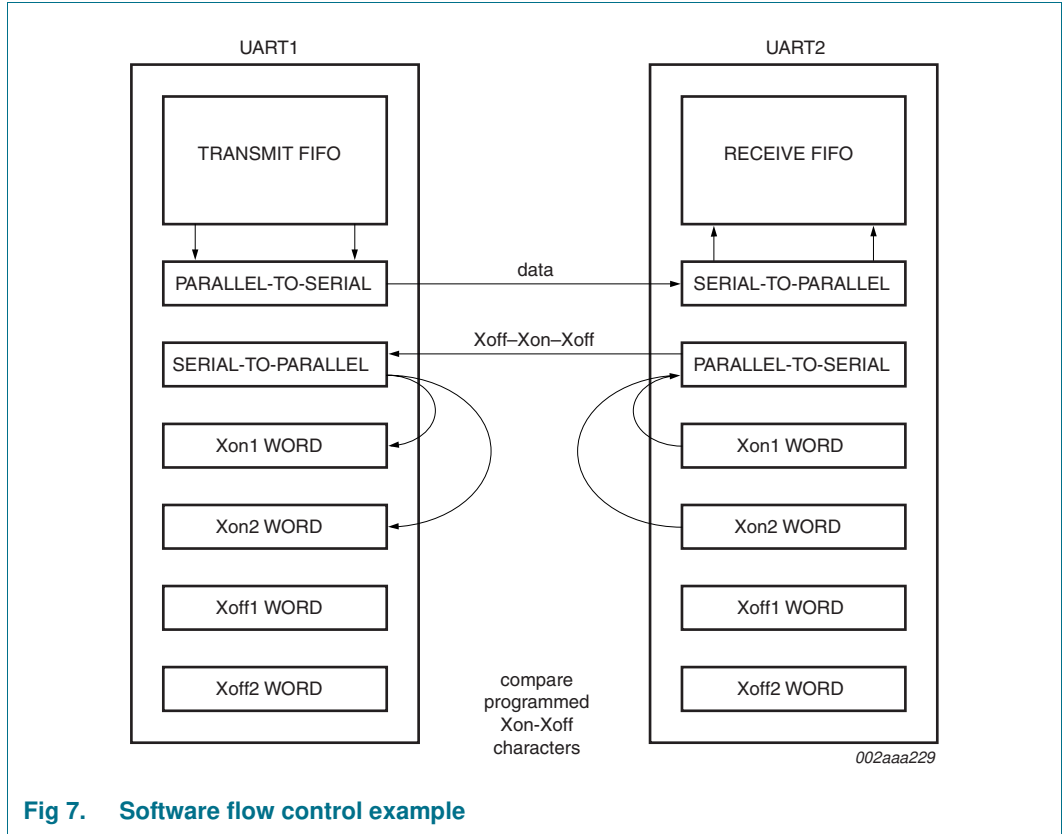 UART1
UART2
TRANSMIT FIFO
RECEIVE FIFO
PARALLEL-TO-SERIAL
data
SERIAL-TO-PARALLEL
Xoff–Xon–Xoff
SERIAL-TO-PARALLEL
PARALLEL-TO-SERIAL
Xon1 WORD
Xon1 WORD
Xon2 WORD
Xon2 WORD
Xoff1 WORD
Xoff1 WORD
Xoff2 WORD
Xoff2 WORD
compare
programmed
Xon-Xoff
characters
002aaa229
Fig 7. Software flow control example